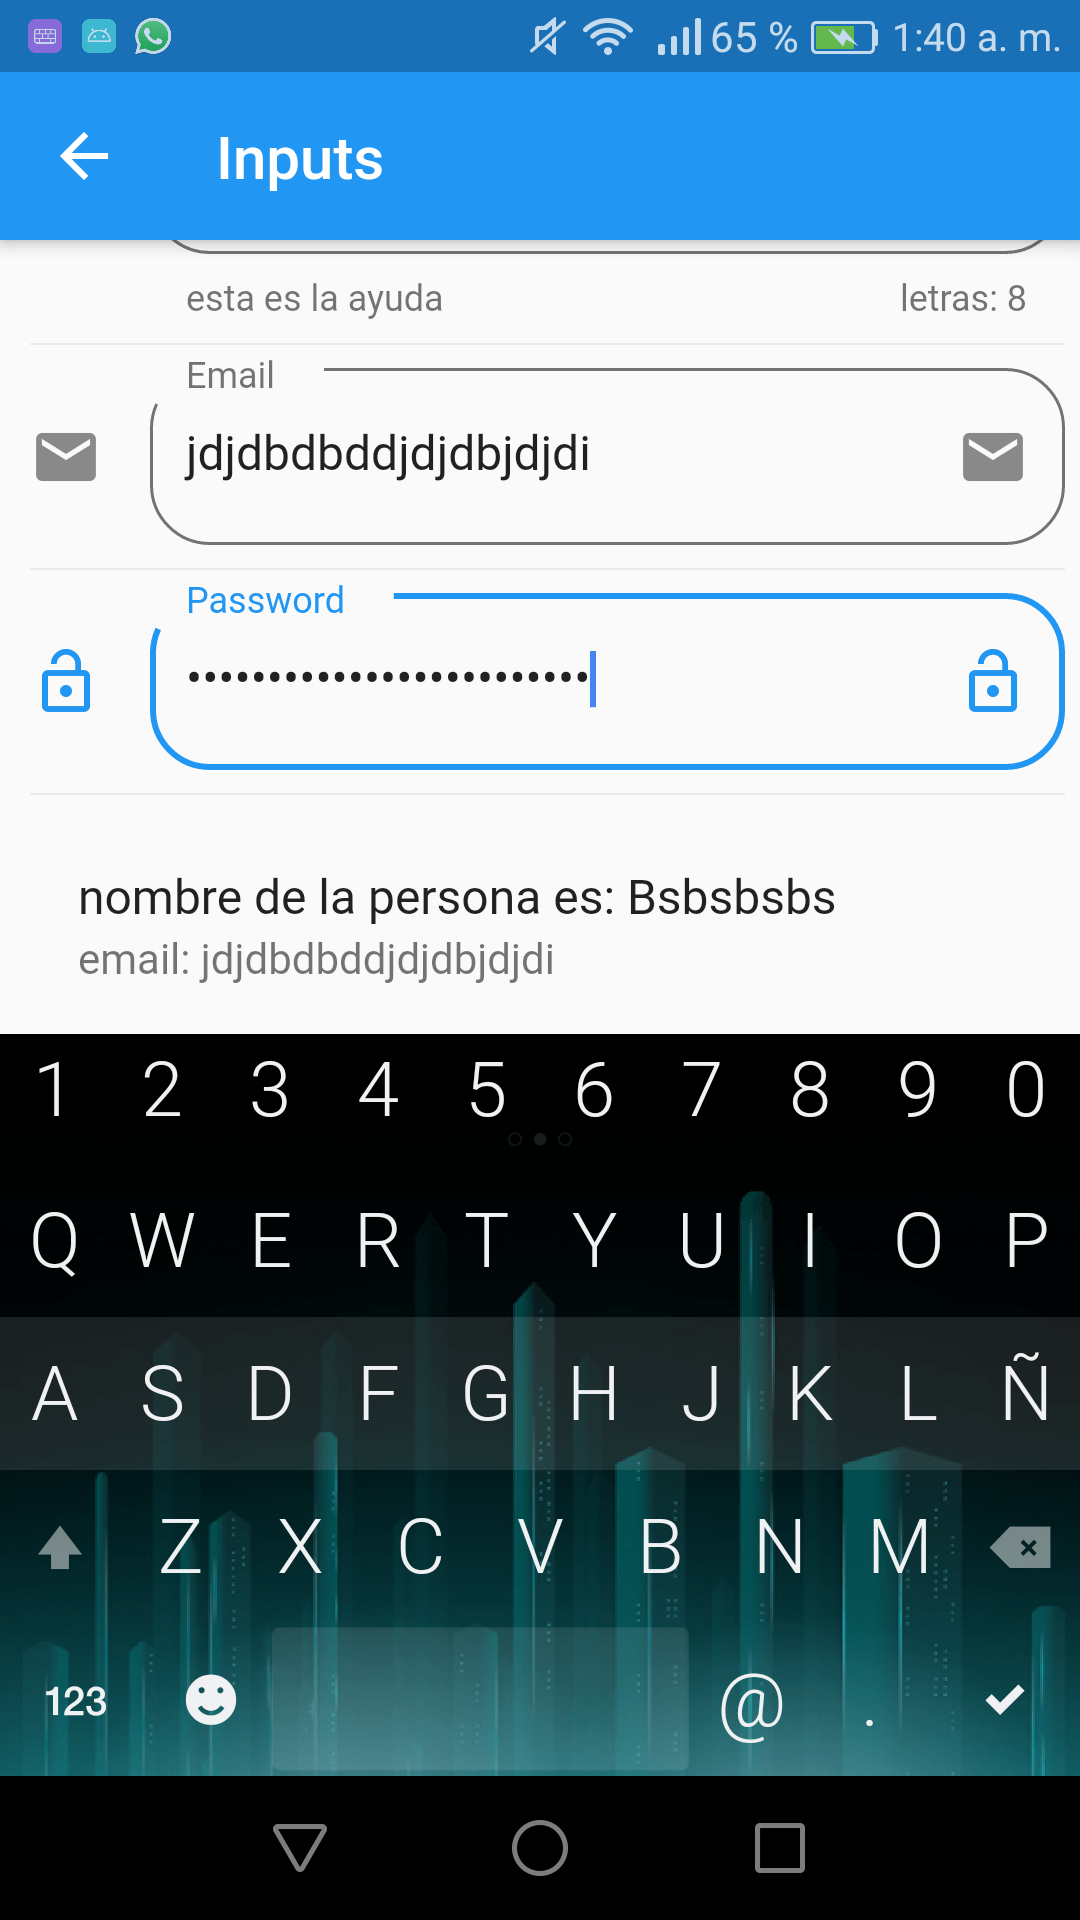 65 % 1:40 a. m.
Inputs
esta es la ayuda letras: 8
Email
jdjdbdbddjdjdbjdjdi
Password
•••••••••••••••••••••••••
nombre de la persona es: Bsbsbsbs
email: jdjdbdbddjdjdbjdjdi
1 2 3 4 5 6 7 8 9 0
Q W E R T Y U I O P
A S D F G H J K L Ñ
Z X C V B N M
123 @ .